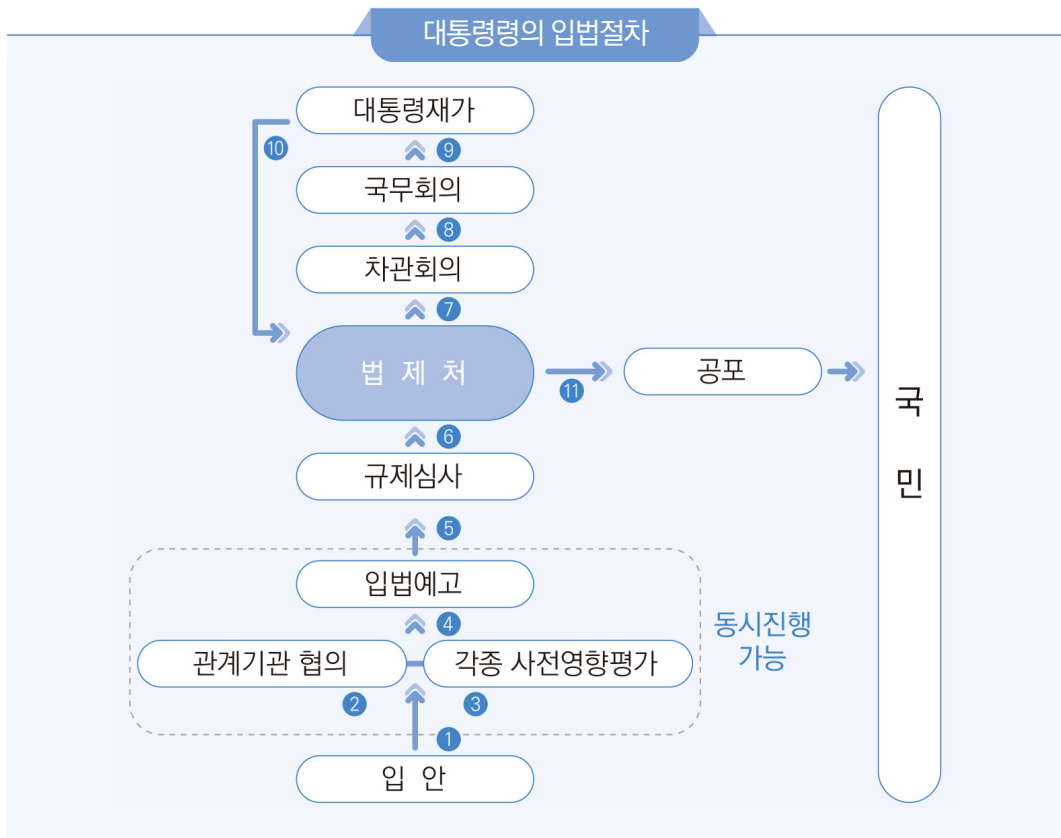 대통령령의 입법절차
대통령재가
⑩
⑨
국무회의
⑧
차관회의
⑦
법 제 처
⑪
공포
국
민
⑥
규제심사
⑤
입법예고
④
동시진행
가능
관계기관 협의
각종 사전영향평가
②
③
①
입 안